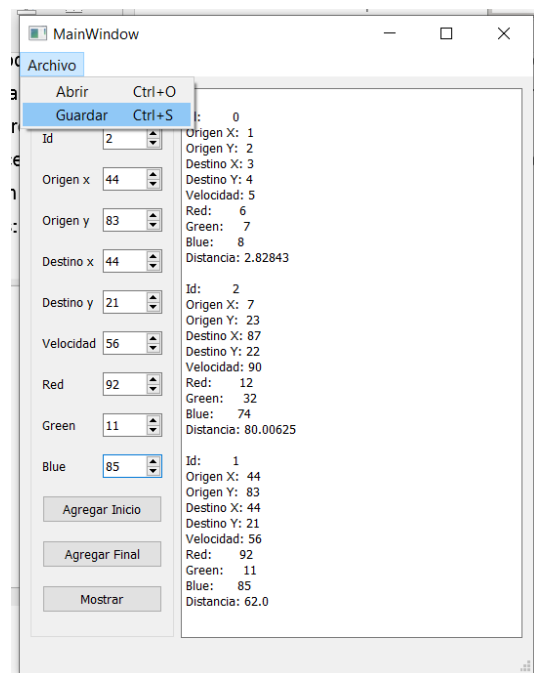 MainWindow
Archivo
Abrir Ctrl+O
Guardar Ctrl+S
Id 2
Origen x 44
Origen y 83
Destino x 44
Destino y 21
Velocidad 56
Red 92
Green 11
Blue 85
Agregar Inicio
Agregar Final
Mostrar
0
Origen X: 1
Origen Y: 2
Destino X: 3
Destino Y: 4
Velocidad: 5
Red: 6
Green: 7
Blue: 8
Distancia: 2.82843
Id: 2
Origen X: 7
Origen Y: 23
Destino X: 87
Destino Y: 22
Velocidad: 90
Red: 12
Green: 32
Blue: 74
Distancia: 80.00625
Id: 1
Origen X: 44
Origen Y: 83
Destino X: 44
Destino Y: 21
Velocidad: 56
Red: 92
Green: 11
Blue: 85
Distancia: 62.0